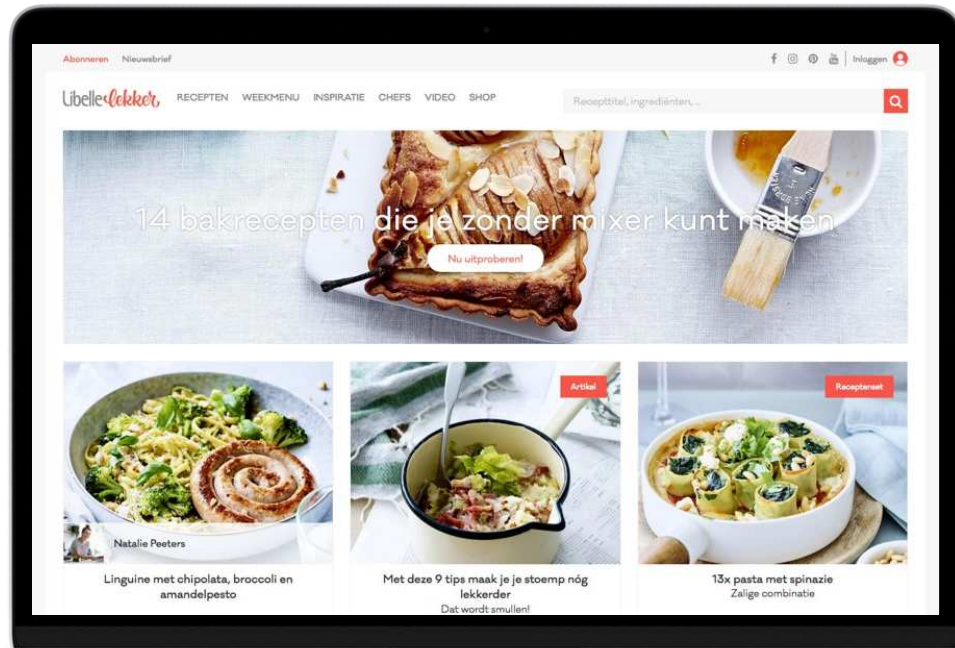 Abonneren Nieuwsbrief
Inloggen
Libelle Lekker
RECEPTEN WEEKMENU INSPIRATIE CHEFS VIDEO SHOP
Recepttitel, ingrediënten, ...
14 bakrecepten die je zonder mixer kunt maken
Nu uitproberen!
Artikel
Receptenset
Natalie Peeters
Linguine met chipolata, broccoli en
amandelpesto
Met deze 9 tips maak je je stoemp nóg
lekkerder
Dat wordt smullen!
13x pasta met spinazie
Zalige combinatie